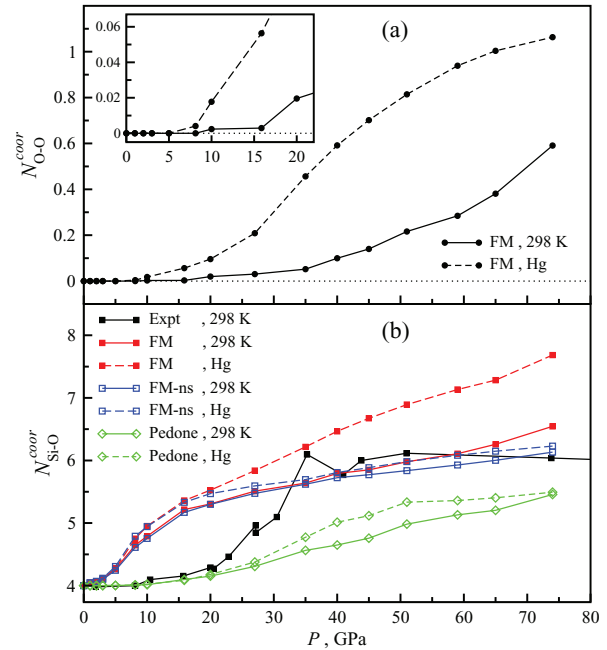 (a)
0.06
0.04
0.02
0
0 5 10 15 20
1
0.8
0.6
0.4
0.2
0
N^{coor}_{O-O}
FM , 298 K
FM , Hg
(b)
Expt , 298 K
FM , 298 K
FM , Hg
FM-ns , 298 K
FM-ns , Hg
Pedone , 298 K
Pedone , Hg
8
7
6
5
4
N^{coor}_{Si-O}
0 10 20 30 40 50 60 70 80
P , GPa